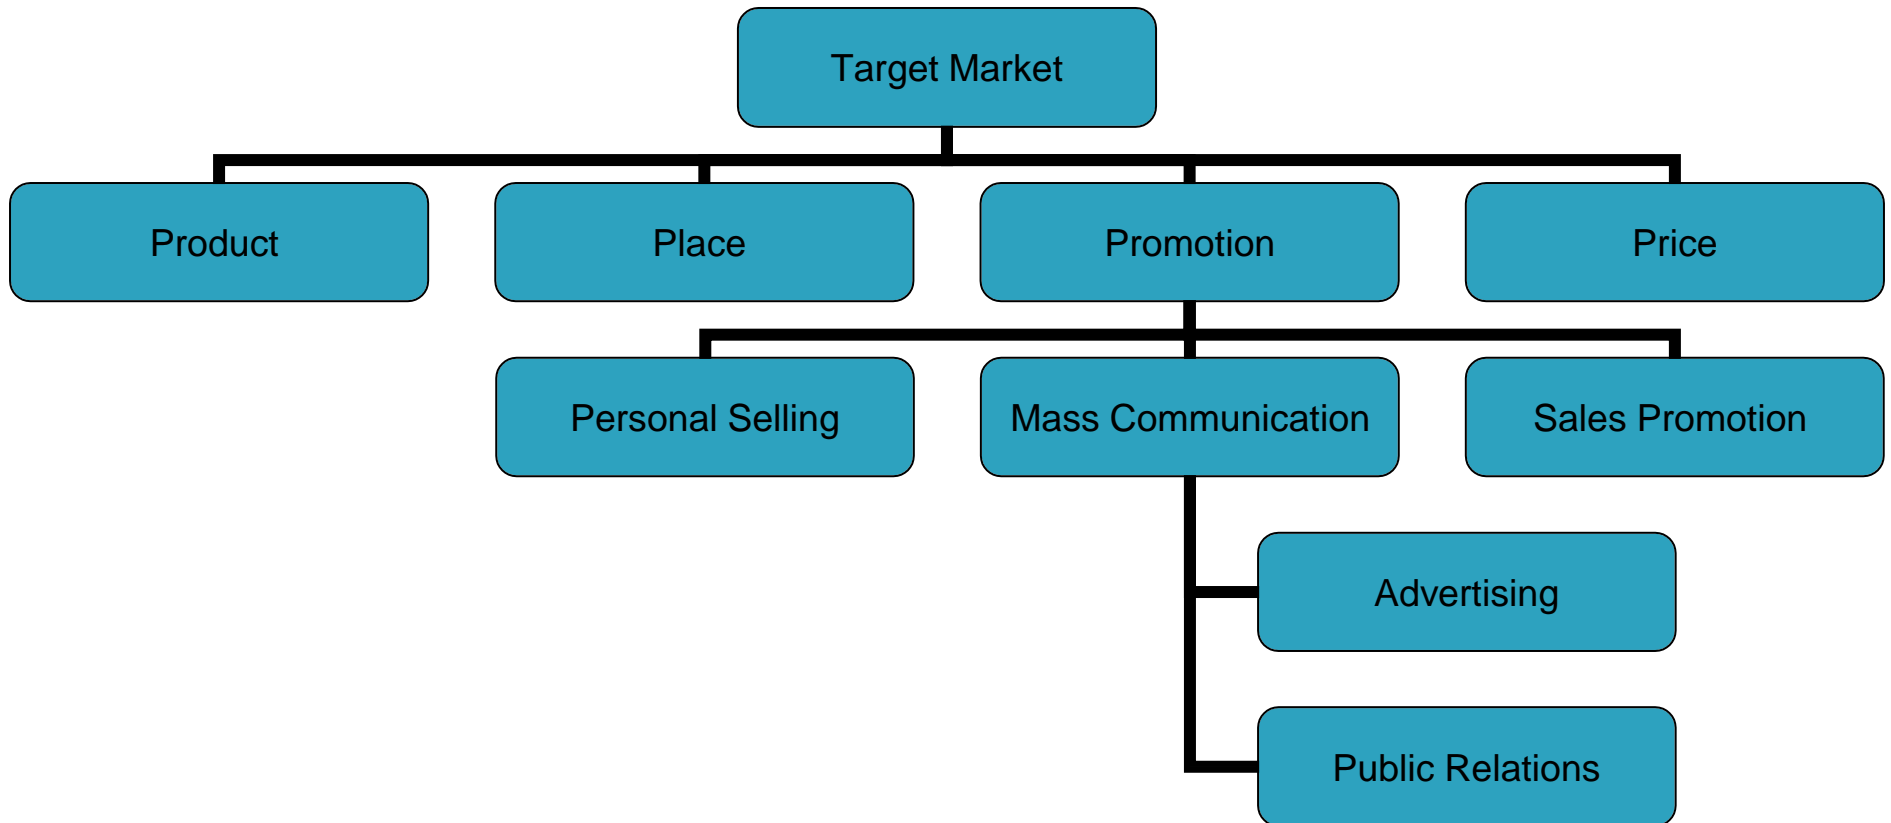 Target Market
Product
Place
Promotion
Price
Personal Selling
Mass Communication
Sales Promotion
Advertising
Public Relations